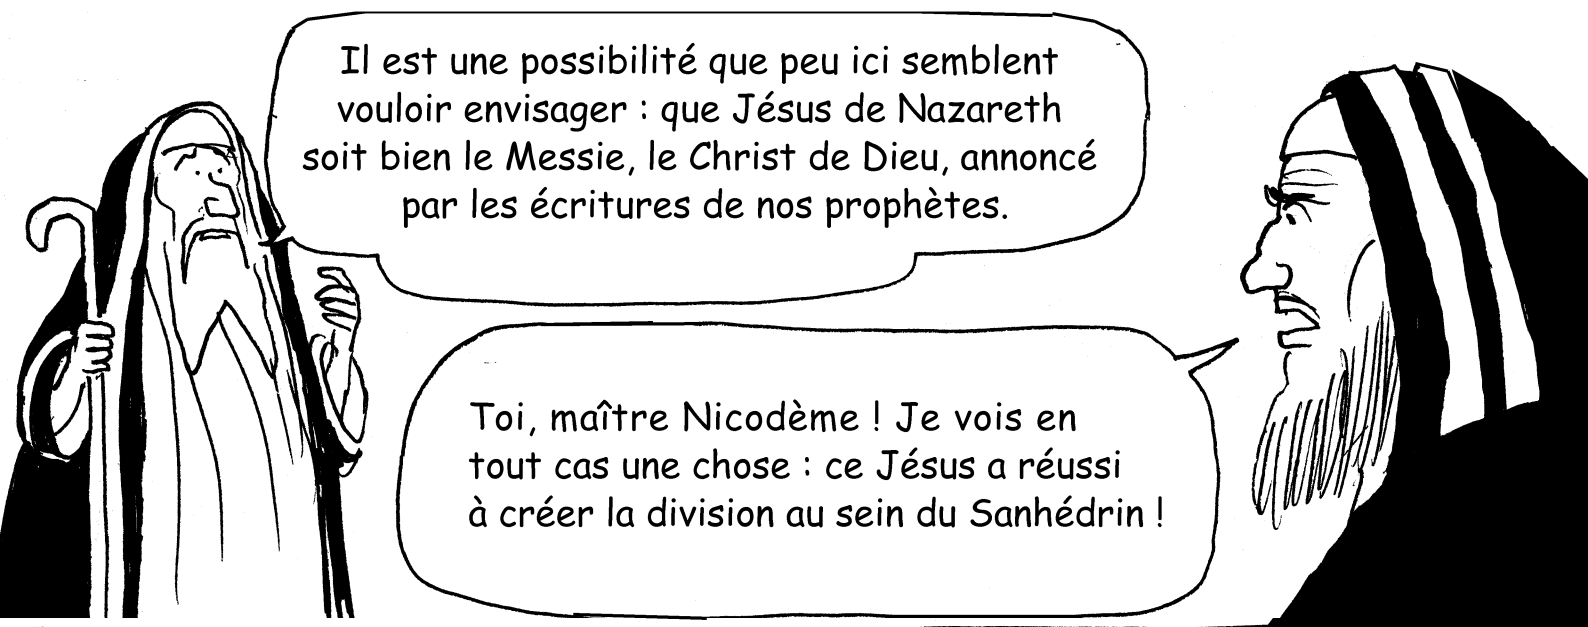 Il est une possibilité que peu ici semblent
vouloir envisager : que Jésus de Nazareth
soit bien le Messie, le Christ de Dieu, annoncé
par les écritures de nos prophètes.
Toi, maître Nicodème ! Je vois en
tout cas une chose : ce Jésus a réussi
à créer la division au sein du Sanhédrin !